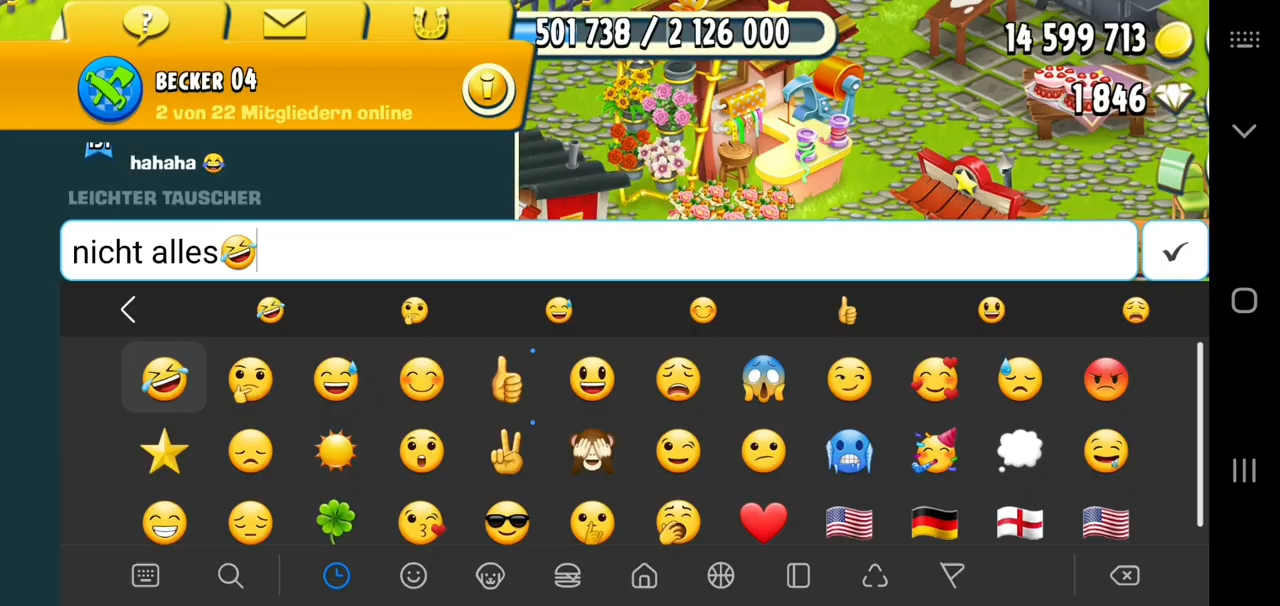 501 738 / 2 126 000
14 599 713
1 846
BECKER 04
2 von 22 Mitgliedern online
hahaha 😂
LEICHTER TAUSCHER
nicht alles🤣